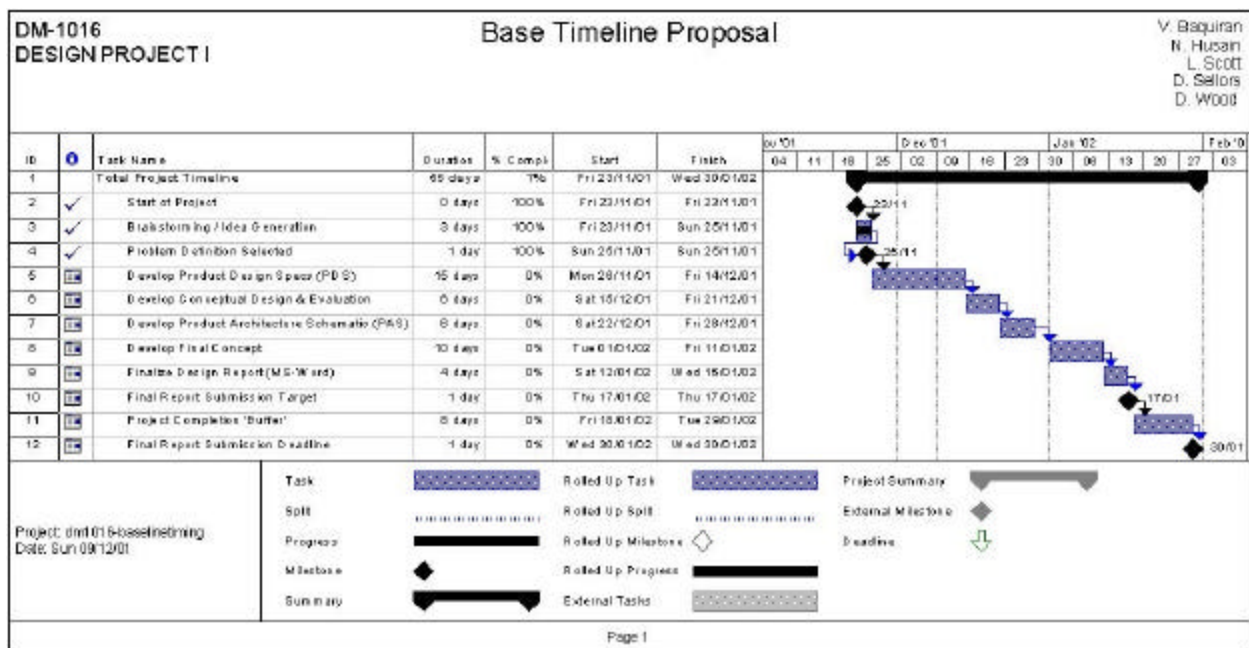 DM-1016
DESIGN PROJECT I
Base Timeline Proposal
V. Baquiran
N. Husain
L. Scott
D. Sellors
D. Wood
ID Task Name Duration % Compl Start Finish
ou '01 Dec '01 Jan '02 Feb '0
04 11 18 25 02 09 16 23 30 06 13 20 27 03
1 Total Project Timeline 69 days 7% Fri 23/11/01 Wed 30/01/02
2 Start of Project 0 days 100% Fri 23/11/01 Fri 23/11/01 23/11
3 Brainstorming / Idea Generation 3 days 100% Fri 23/11/01 Sun 25/11/01
4 Problem Definition Selected 1 day 100% Sun 25/11/01 Sun 25/11/01 25/11
5 Develop Product Design Specs (PDS) 15 days 0% Mon 26/11/01 Fri 14/12/01
6 Develop Conceptual Design & Evaluation 6 days 0% Sat 15/12/01 Fri 21/12/01
7 Develop Product Architecture Schematic (PAS) 6 days 0% Sat 22/12/01 Fri 28/12/01
8 Develop Final Concept 10 days 0% Tue 01/01/02 Fri 11/01/02
9 Finalize Design Report (MS-Word) 4 days 0% Sat 12/01/02 Wed 16/01/02
10 Final Report Submission Target 1 day 0% Thu 17/01/02 Thu 17/01/02 17/01
11 Project Completion 'Buffer' 8 days 0% Fri 18/01/02 Tue 29/01/02
12 Final Report Submission Deadline 1 day 0% Wed 30/01/02 Wed 30/01/02 30/01
Project: dm1016-baselinetiming
Date: Sun 09/12/01
Task Rolled Up Task Project Summary
Split Rolled Up Split External Milestone
Progress Rolled Up Milestone Deadline
Milestone Rolled Up Progress
Summary External Tasks
Page 1